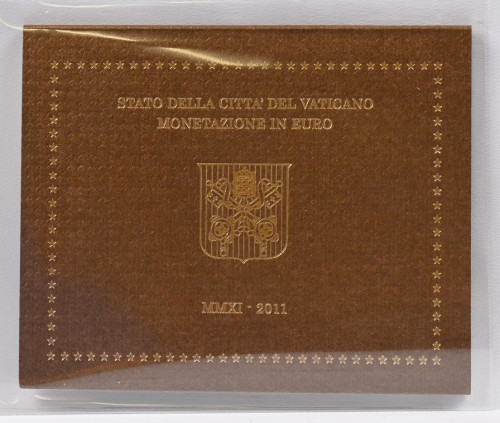 STATO DELLA CITTA' DEL VATICANO
MONETAZIONE IN EURO
MMXI - 2011